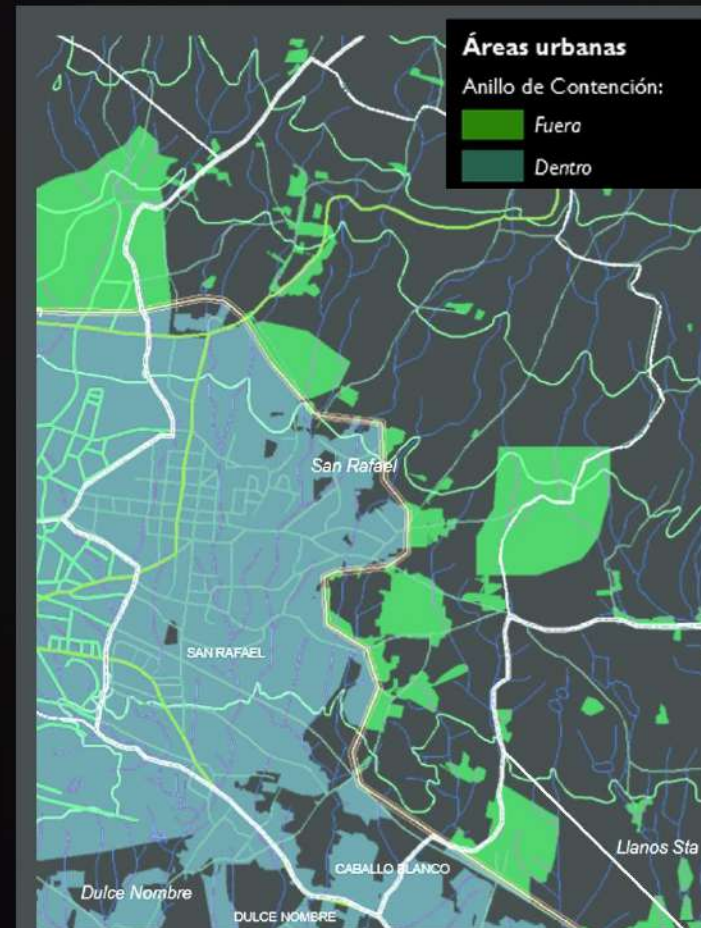 Áreas urbanas
Anillo de Contención:
Fuera
Dentro
San Rafael
SAN RAFAEL
Llanos Sta
CABALLO BLANCO
Dulce Nombre
DULCE NOMBRE